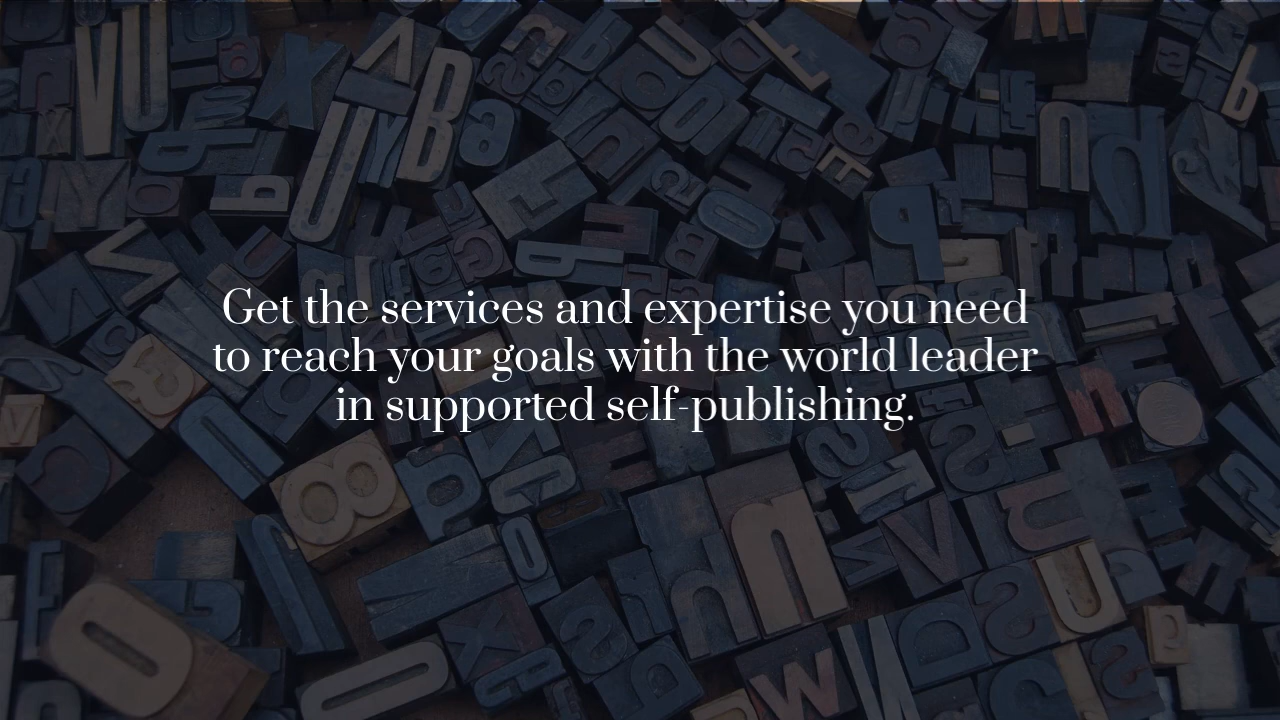 Get the services and expertise you need
to reach your goals with the world leader
in supported self-publishing.